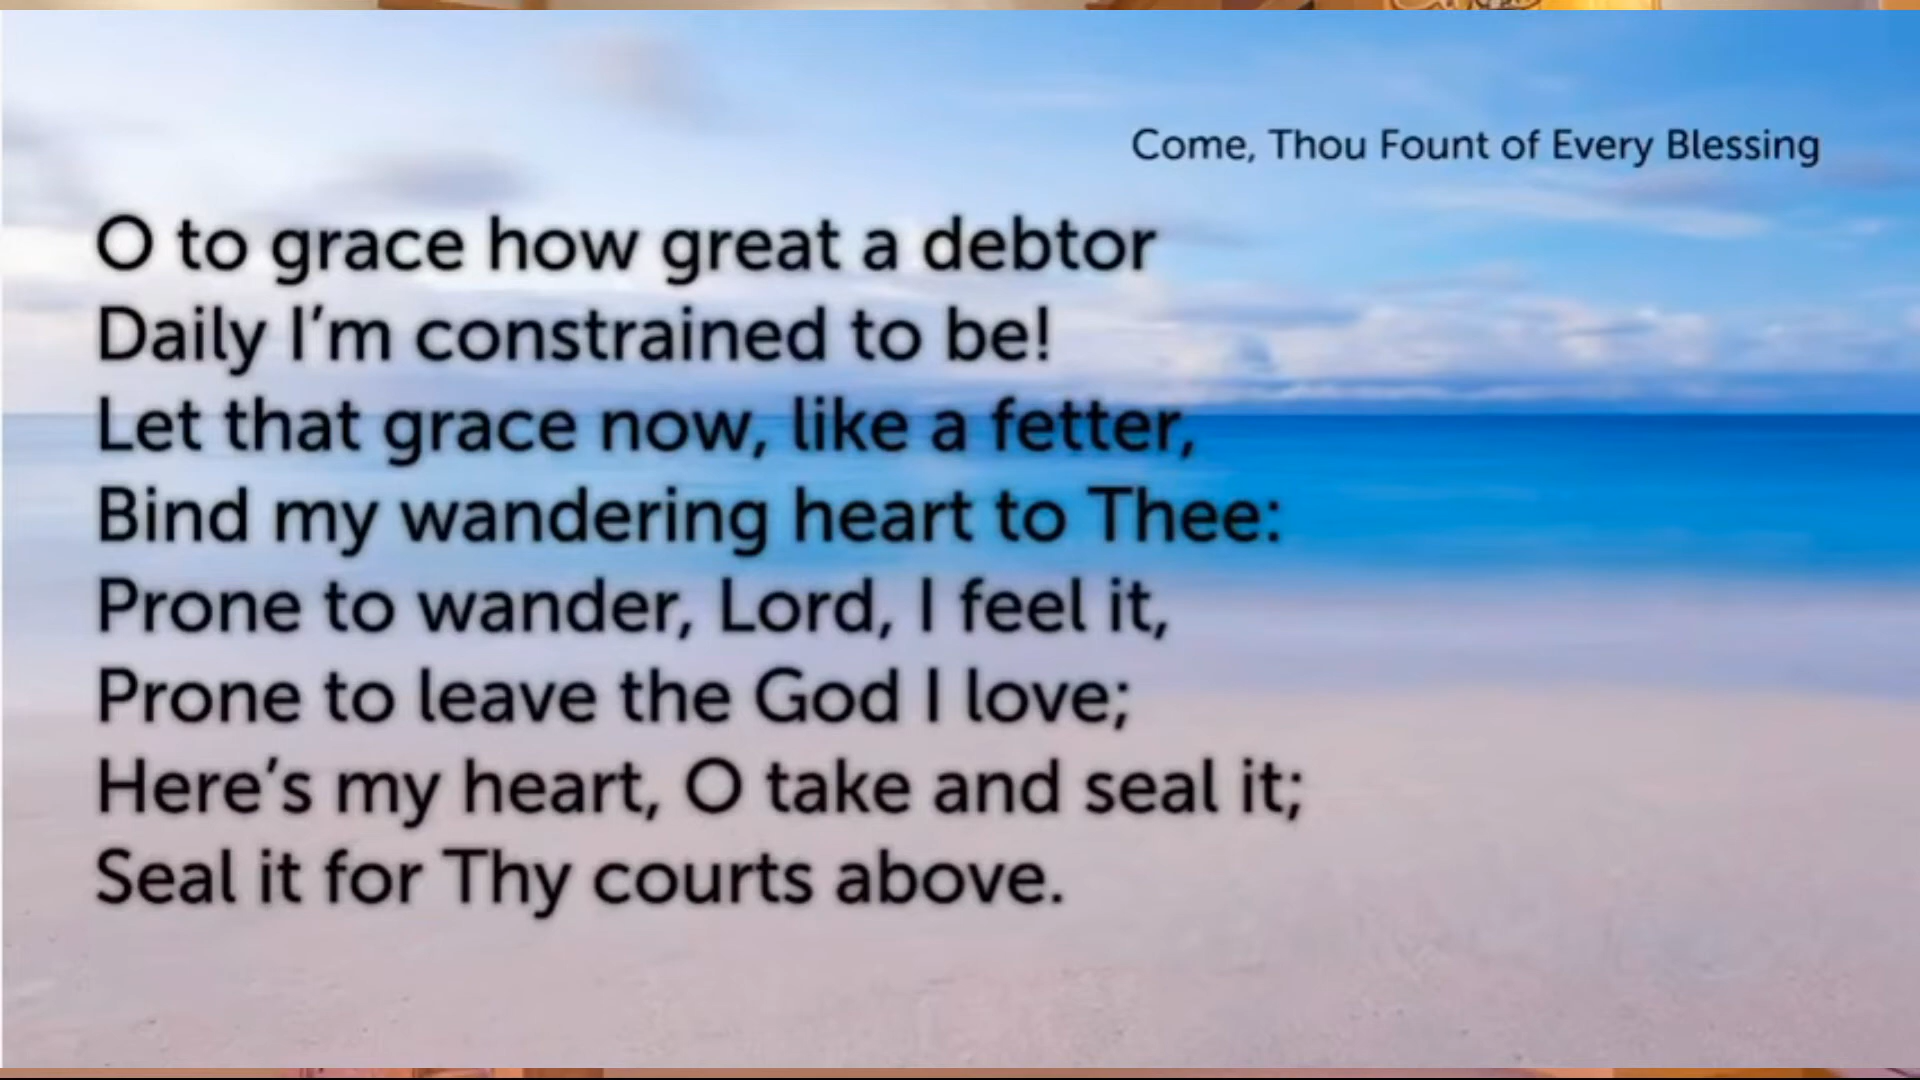 Come, Thou Fount of Every Blessing
O to grace how great a debtor
Daily I’m constrained to be!
Let that grace now, like a fetter,
Bind my wandering heart to Thee:
Prone to wander, Lord, I feel it,
Prone to leave the God I love;
Here’s my heart, O take and seal it;
Seal it for Thy courts above.